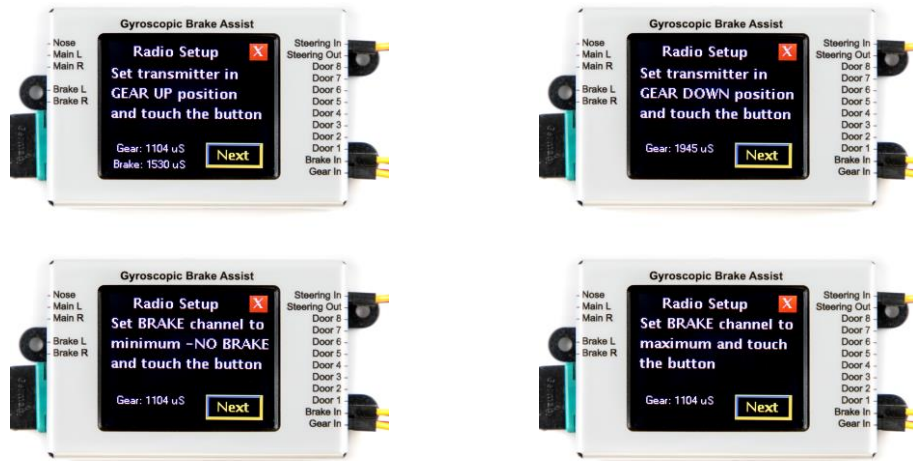 Gyroscopic Brake Assist
Nose
Main L
Main R
Brake L
Brake R
Radio Setup X
Set transmitter in
GEAR UP position
and touch the button
Gear: 1104 uS
Brake: 1530 uS
Next
Steering In
Steering Out
Door 8
Door 7
Door 6
Door 5
Door 4
Door 3
Door 2
Door 1
Brake In
Gear In
Gyroscopic Brake Assist
Nose
Main L
Main R
Brake L
Brake R
Radio Setup X
Set transmitter in
GEAR DOWN position
and touch the button
Gear: 1945 uS
Next
Steering In
Steering Out
Door 8
Door 7
Door 6
Door 5
Door 4
Door 3
Door 2
Door 1
Brake In
Gear In
Gyroscopic Brake Assist
Nose
Main L
Main R
Brake L
Brake R
Radio Setup X
Set BRAKE channel to
minimum -NO BRAKE
and touch the button
Gear: 1104 uS
Next
Steering In
Steering Out
Door 8
Door 7
Door 6
Door 5
Door 4
Door 3
Door 2
Door 1
Brake In
Gear In
Gyroscopic Brake Assist
Nose
Main L
Main R
Brake L
Brake R
Radio Setup X
Set BRAKE channel to
maximum and touch
the button
Gear: 1104 uS
Next
Steering In
Steering Out
Door 8
Door 7
Door 6
Door 5
Door 4
Door 3
Door 2
Door 1
Brake In
Gear In